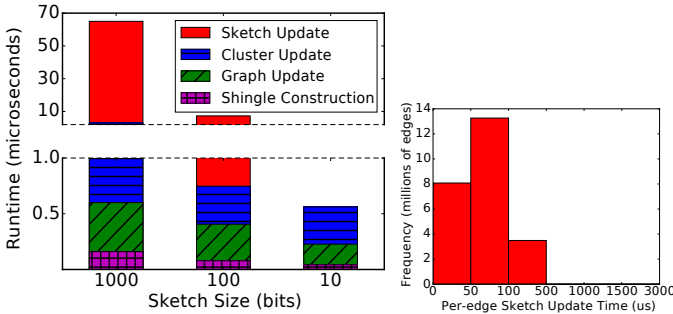 70
50
30
10
1.0
0.5
Runtime (microseconds)
Sketch Update
Cluster Update
Graph Update
Shingle Construction
1000 100 10
Sketch Size (bits)
14
12
10
8
6
4
2
0
Frequency (millions of edges)
0 50 100 500 1000 1500 3000
Per-edge Sketch Update Time (us)